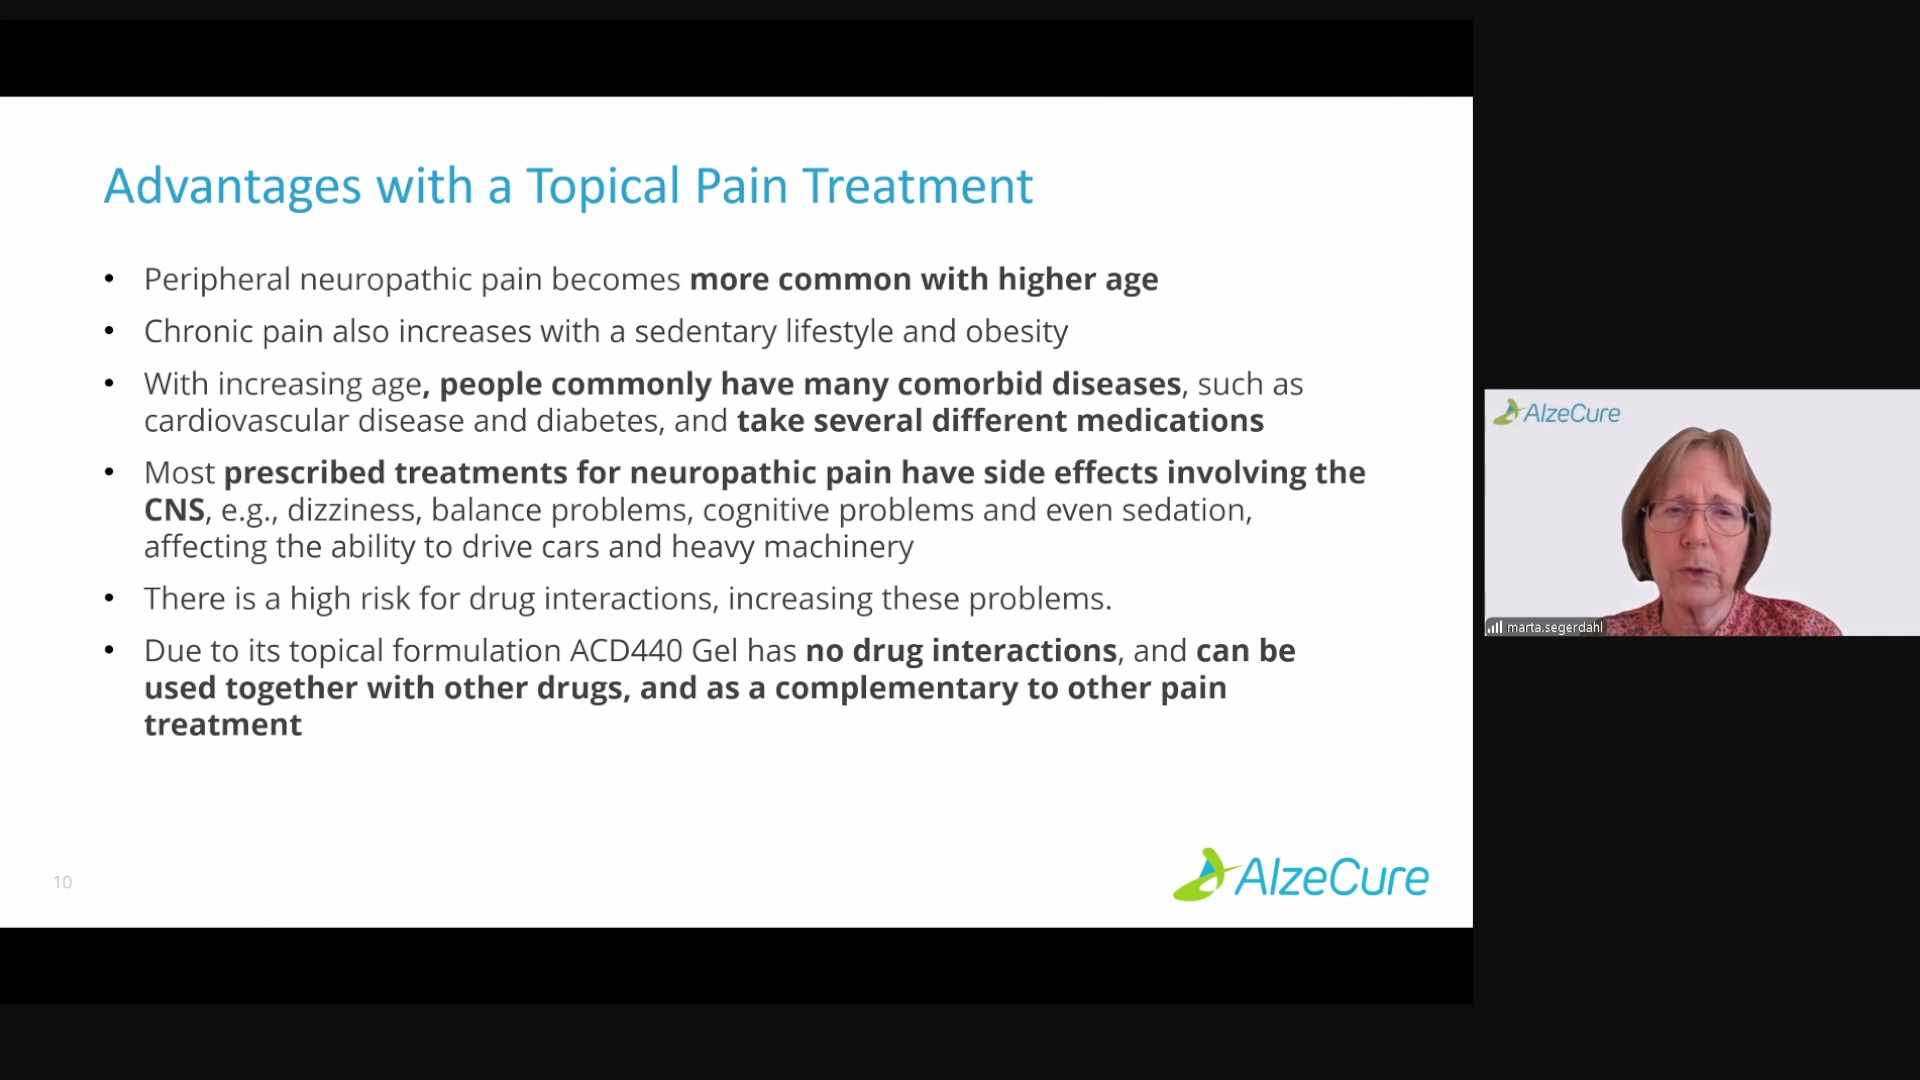 Advantages with a Topical Pain Treatment
• Peripheral neuropathic pain becomes more common with higher age
• Chronic pain also increases with a sedentary lifestyle and obesity
• With increasing age, people commonly have many comorbid diseases, such as
cardiovascular disease and diabetes, and take several different medications
• Most prescribed treatments for neuropathic pain have side effects involving the
CNS, e.g., dizziness, balance problems, cognitive problems and even sedation,
affecting the ability to drive cars and heavy machinery
• There is a high risk for drug interactions, increasing these problems.
• Due to its topical formulation ACD440 Gel has no drug interactions, and can be
used together with other drugs, and as a complementary to other pain
treatment
10
AlzeCure
AlzeCure
marta.segerdahl